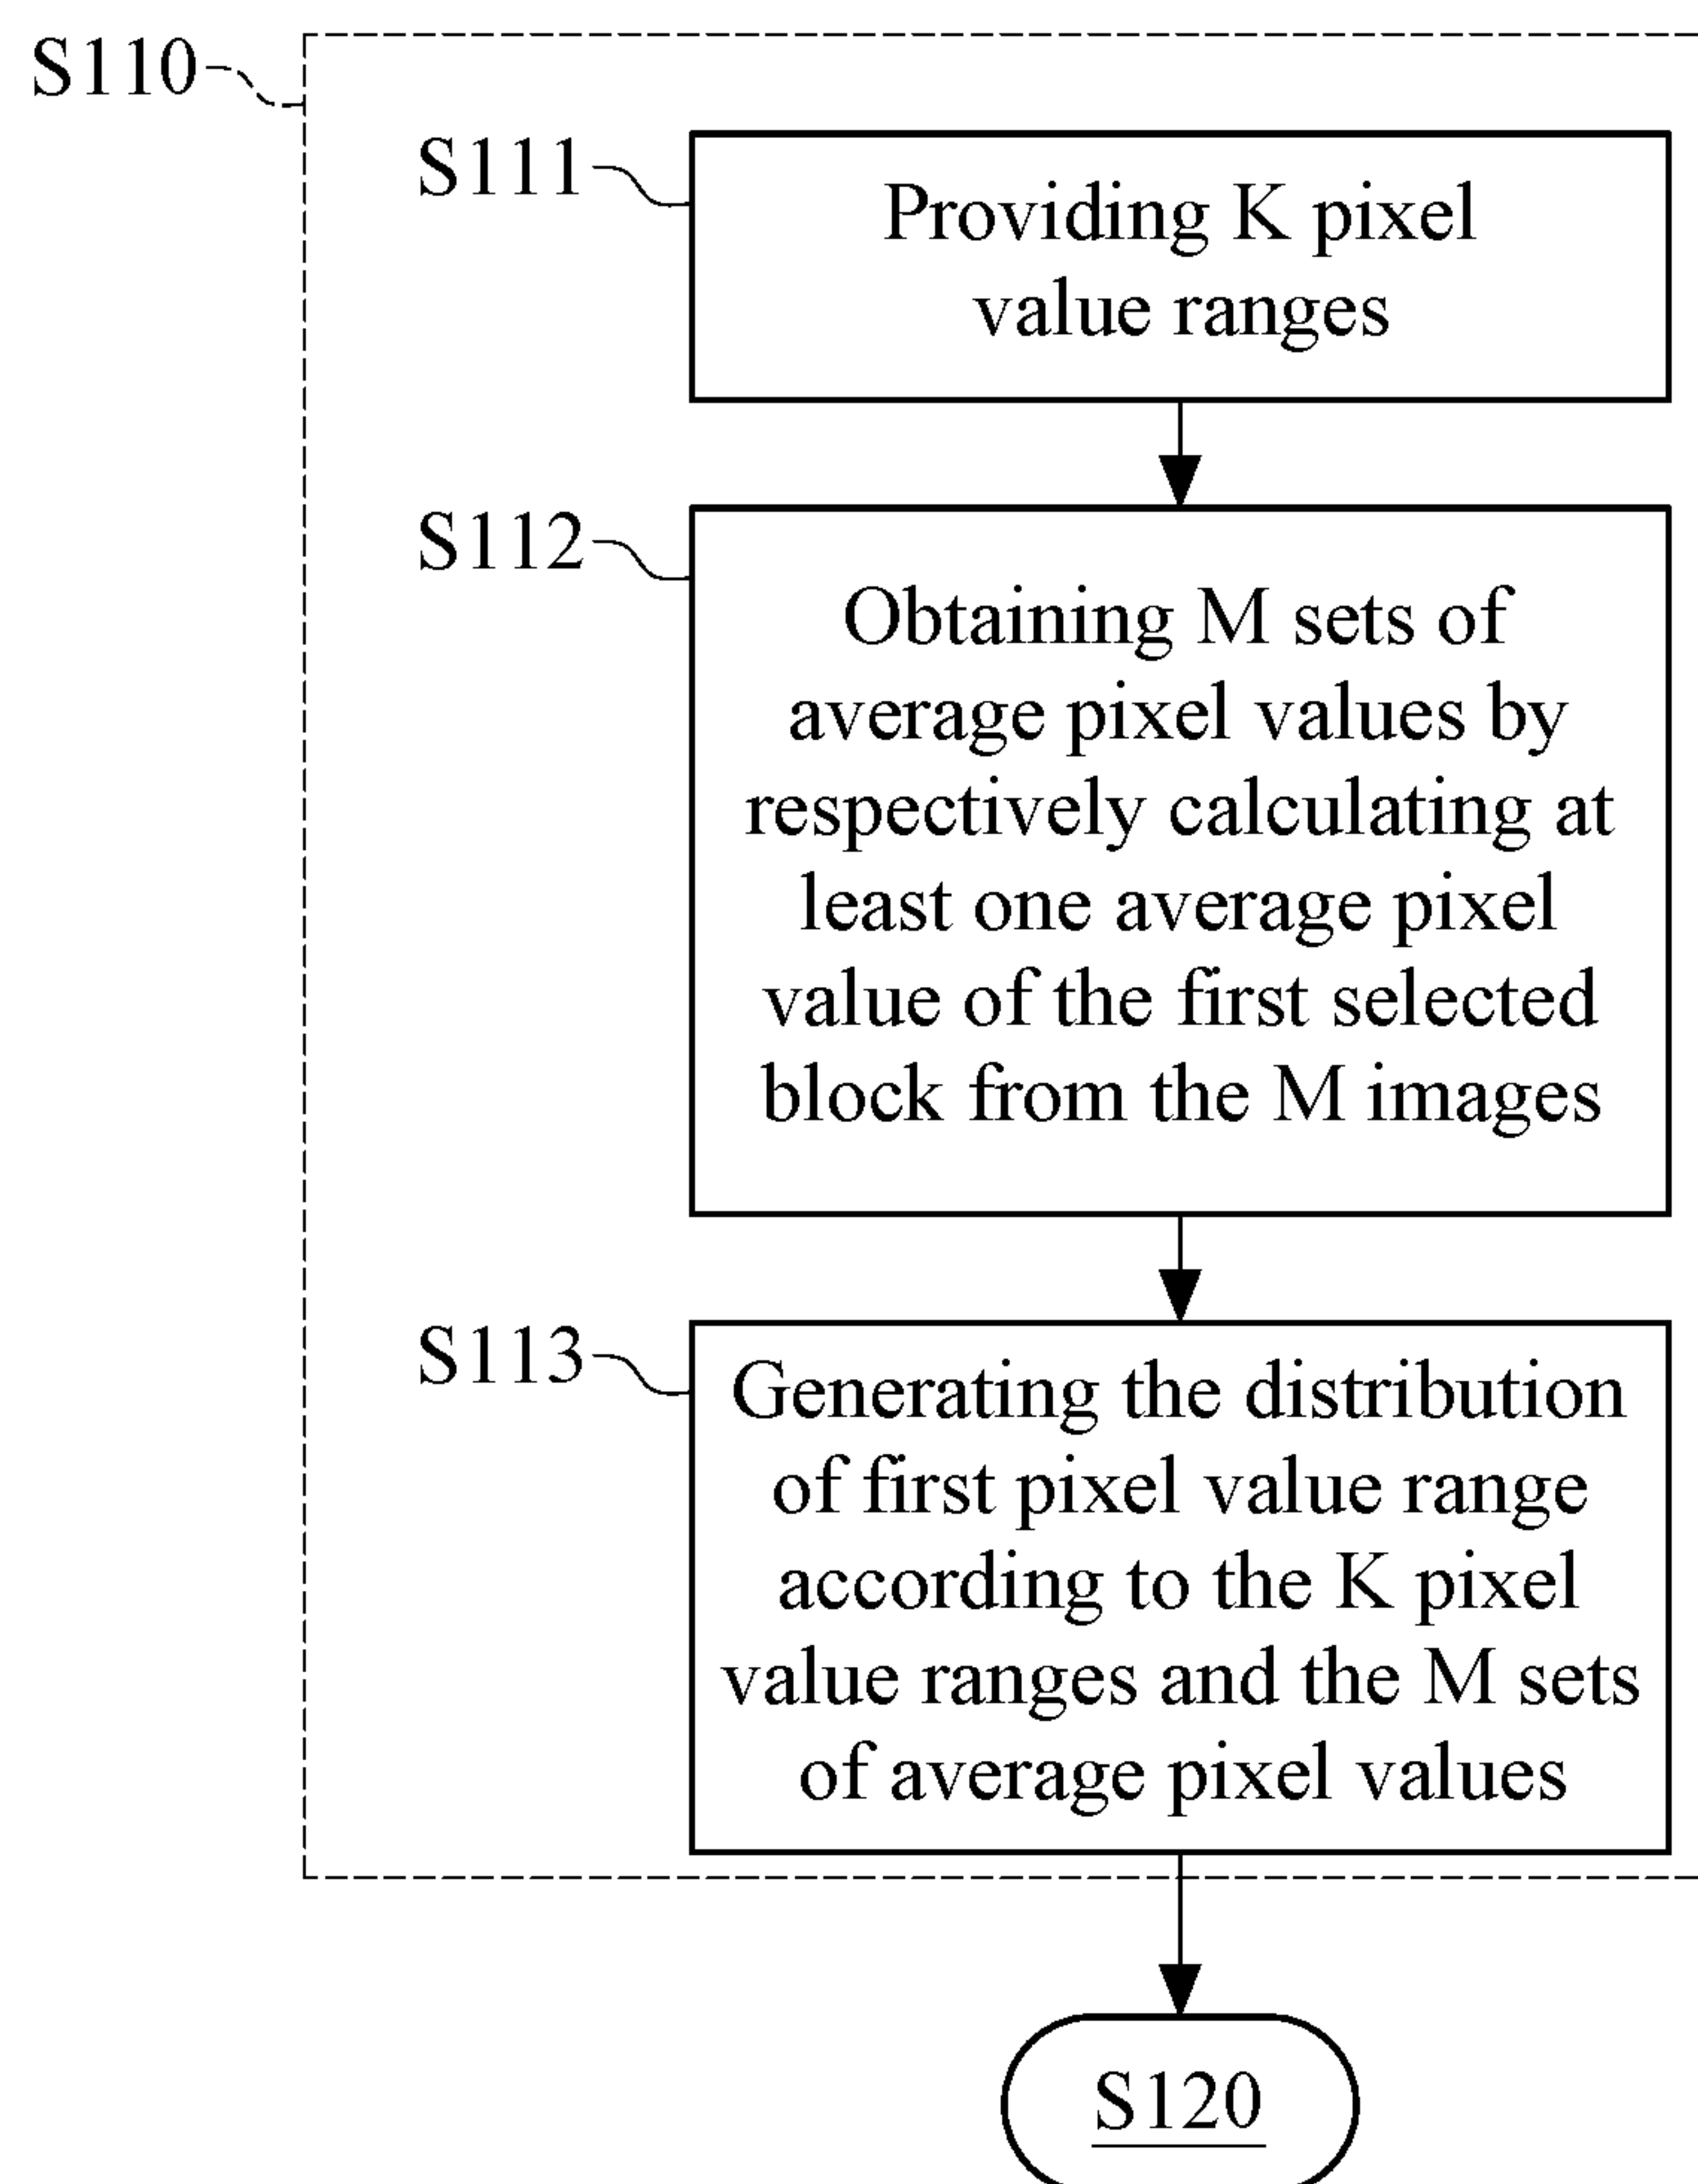 S110
S111
Providing K pixel
value ranges
S112
Obtaining M sets of
average pixel values by
respectively calculating at
least one average pixel
value of the first selected
block from the M images
S113
Generating the distribution
of first pixel value range
according to the K pixel
value ranges and the M sets
of average pixel values
S120